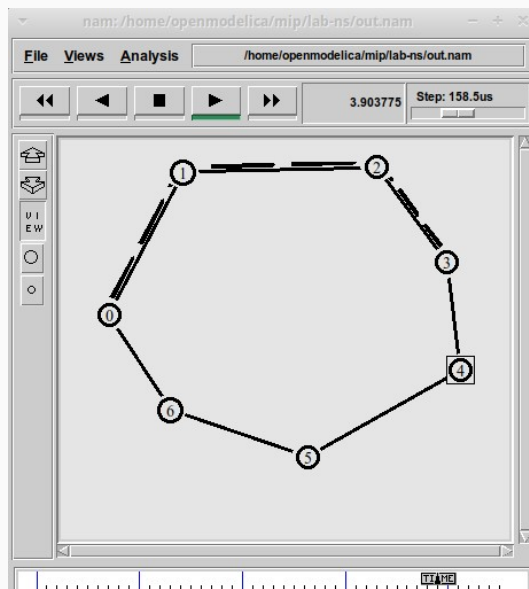 nam: /home/openmodelica/mip/lab-ns/out.nam
File Views Analysis /home/openmodelica/mip/lab-ns/out.nam
3.903775 Step: 158.5us
V I
E W
1
2
3
0
4
6
5
TIME